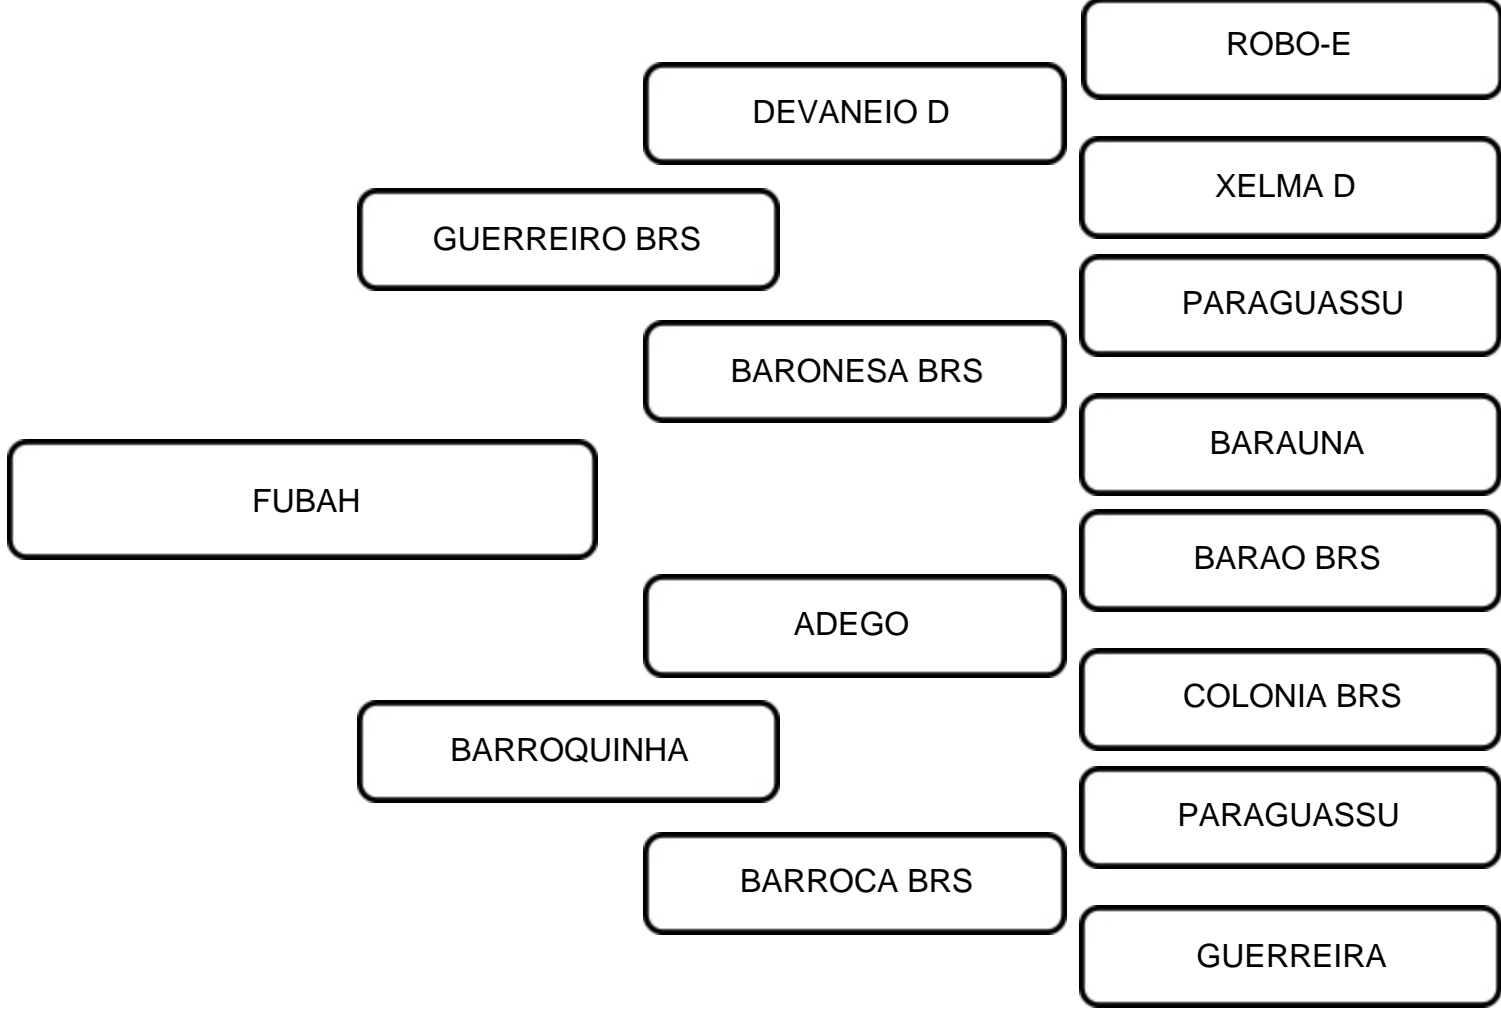 ROBO-E
DEVANEIO D
XELMA D
GUERREIRO BRS
PARAGUASSU
BARONESA BRS
BARAUNA
FUBAH
BARAO BRS
ADEGO
COLONIA BRS
BARROQUINHA
PARAGUASSU
BARROCA BRS
GUERREIRA